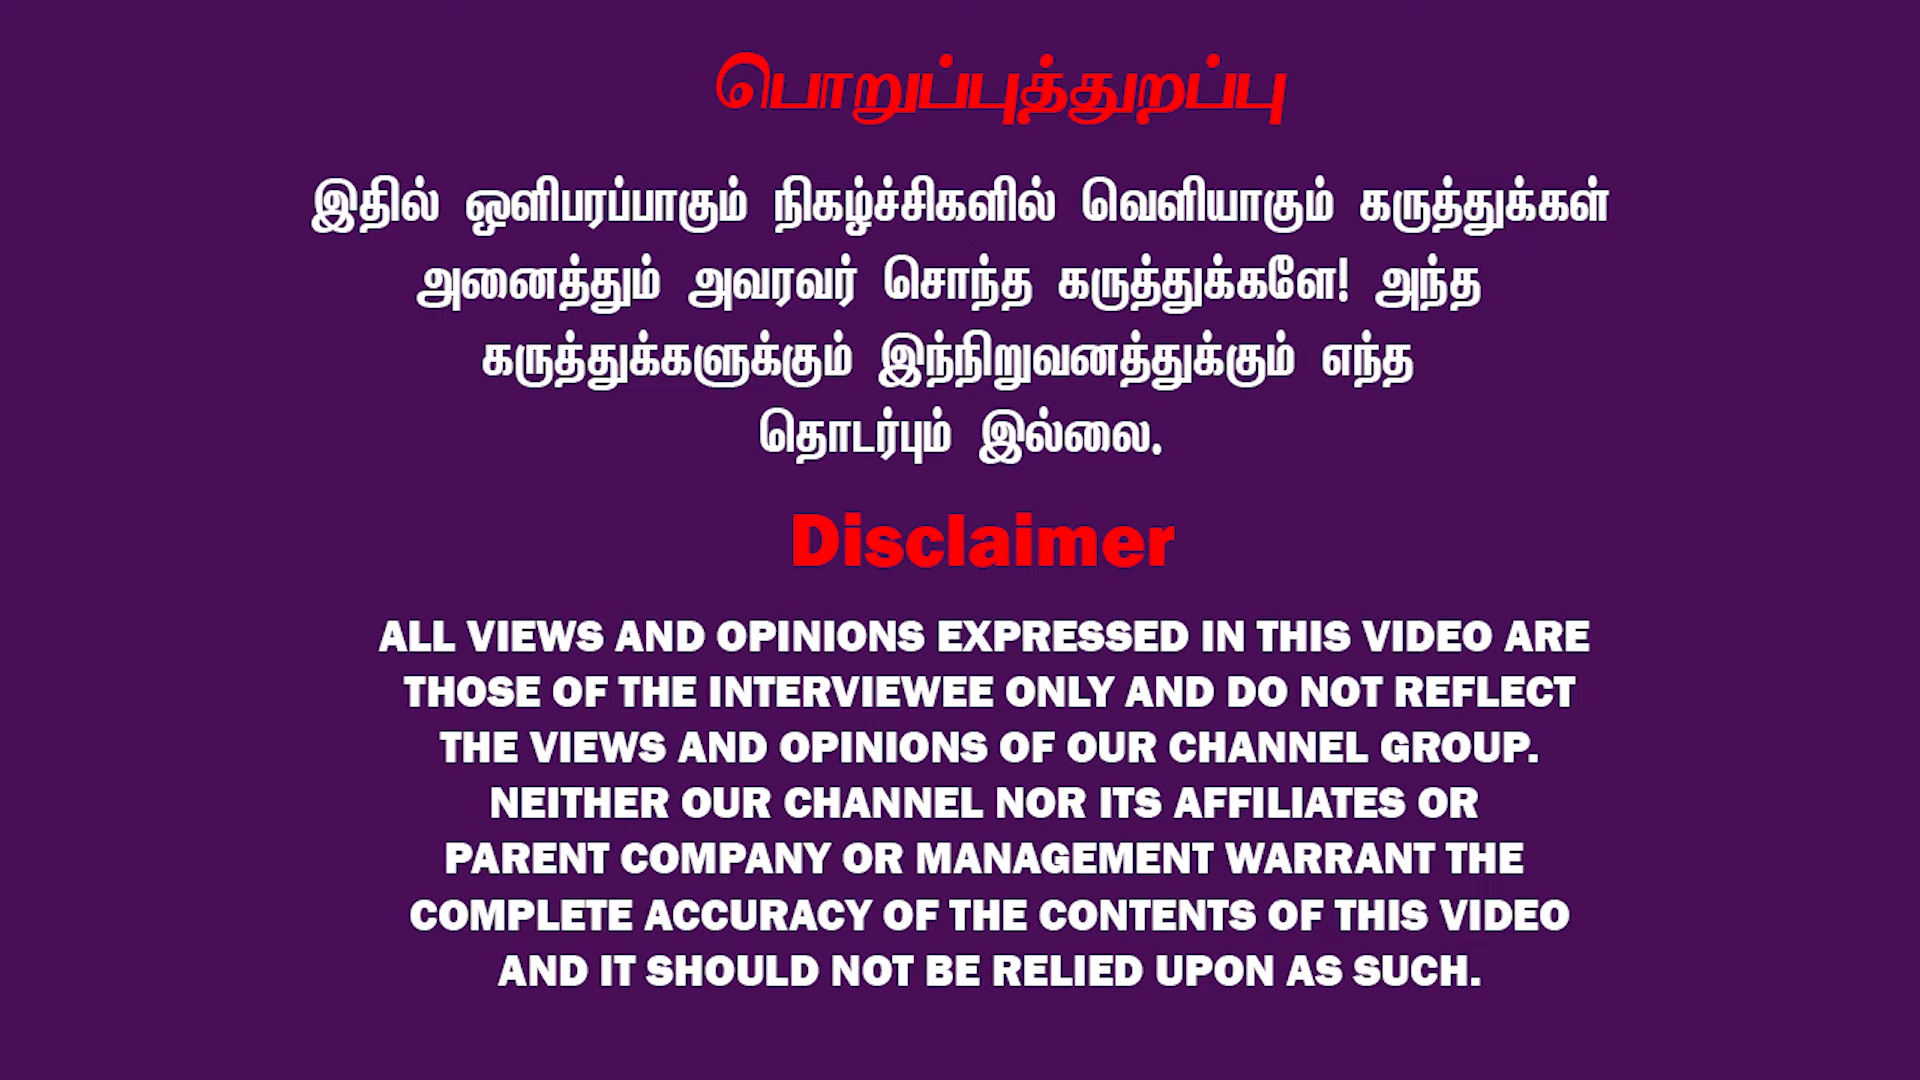 பொறுப்புத்துறப்பு
இதில் ஒளிபரப்பாகும் நிகழ்ச்சிகளில் வெளியாகும் கருத்துக்கள்
அனைத்தும் அவரவர் சொந்த கருத்துக்களே! அந்த
கருத்துக்களுக்கும் இந்நிறுவனத்துக்கும் எந்த
தொடர்பும் இல்லை.
Disclaimer
ALL VIEWS AND OPINIONS EXPRESSED IN THIS VIDEO ARE
THOSE OF THE INTERVIEWEE ONLY AND DO NOT REFLECT
THE VIEWS AND OPINIONS OF OUR CHANNEL GROUP.
NEITHER OUR CHANNEL NOR ITS AFFILIATES OR
PARENT COMPANY OR MANAGEMENT WARRANT THE
COMPLETE ACCURACY OF THE CONTENTS OF THIS VIDEO
AND IT SHOULD NOT BE RELIED UPON AS SUCH.